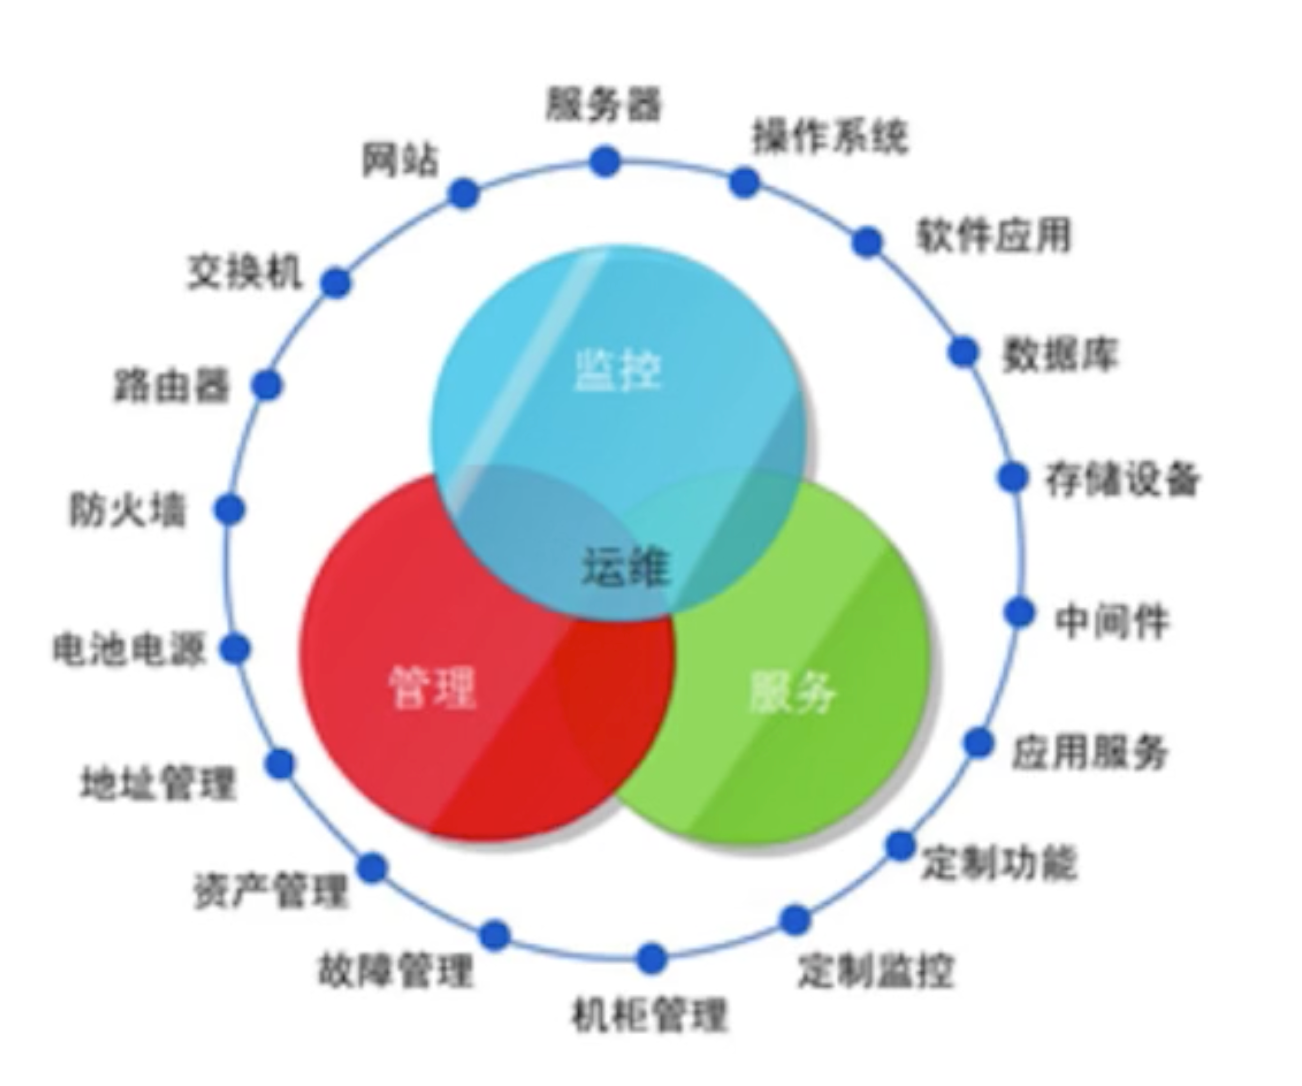 服务器
操作系统
网站
软件应用
交换机
数据库
监控
路由器
存储设备
防火墙
运维
中间件
电池电源
管理
服务
应用服务
地址管理
定制功能
资产管理
故障管理
定制监控
机柜管理